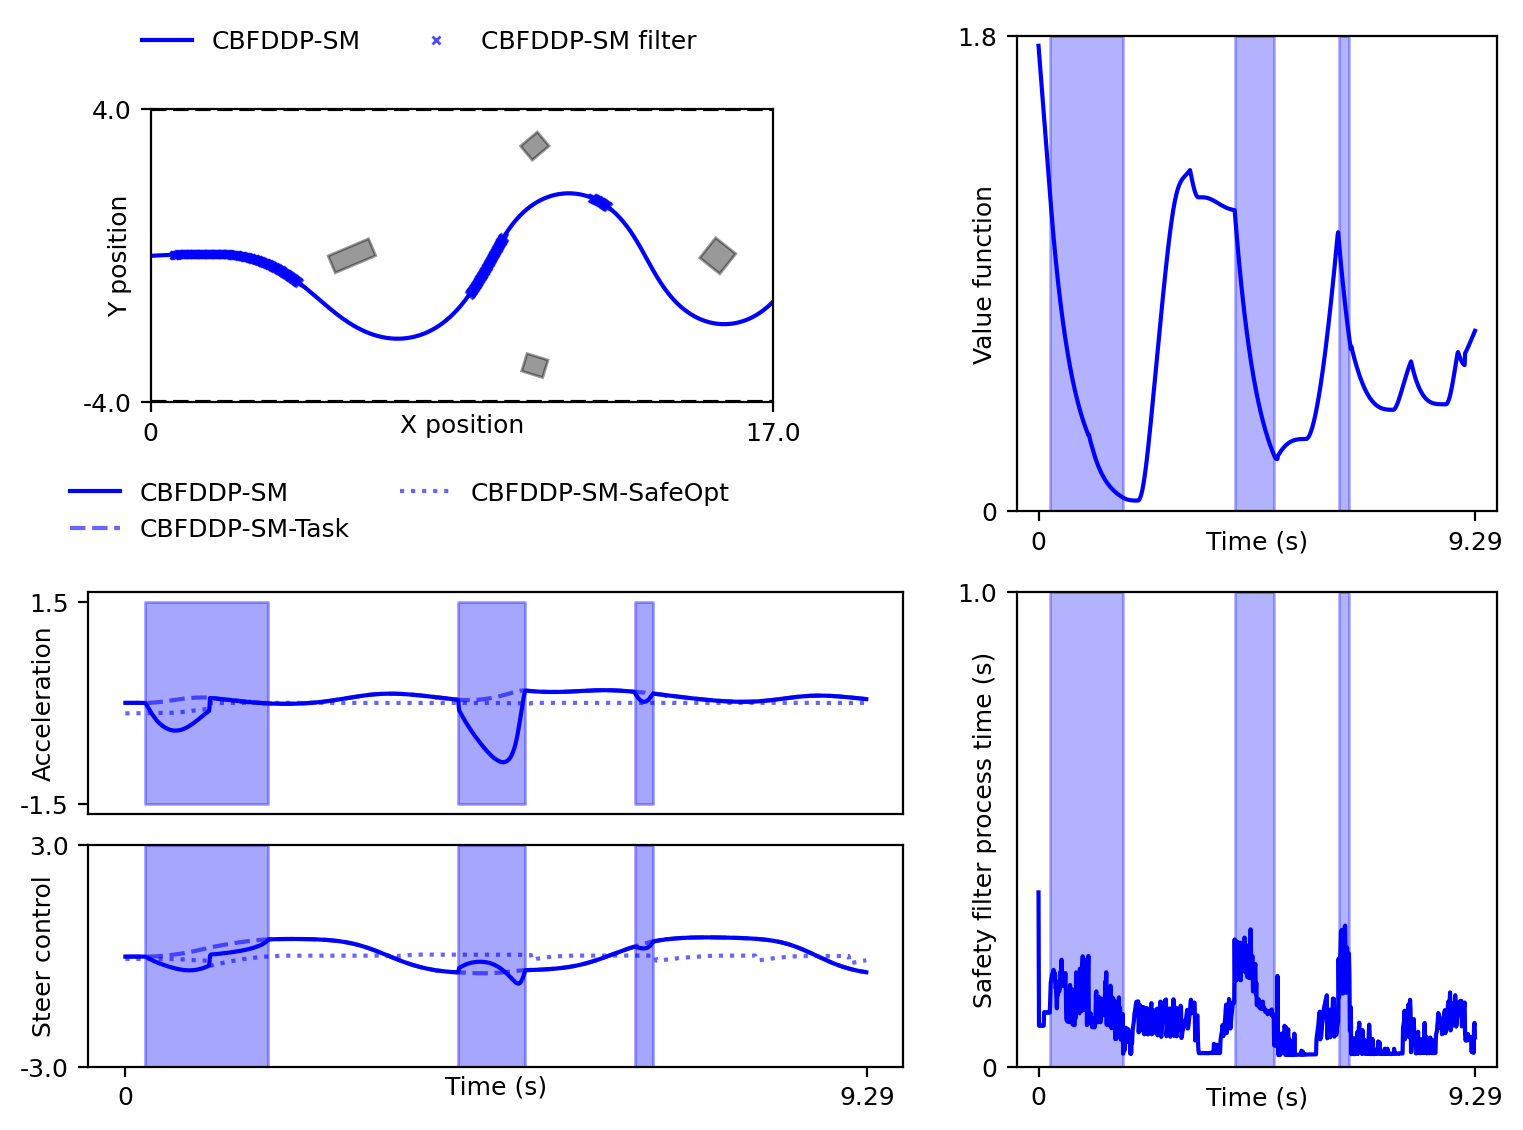 CBFDDP-SM
CBFDDP-SM filter
4.0
Y position
-4.0
0
X position
17.0
1.8
Value function
0
0
Time (s)
9.29
CBFDDP-SM
CBFDDP-SM-SafeOpt
CBFDDP-SM-Task
1.5
Acceleration
-1.5
3.0
Steer control
-3.0
0
Time (s)
9.29
1.0
Safety filter process time (s)
0
0
Time (s)
9.29